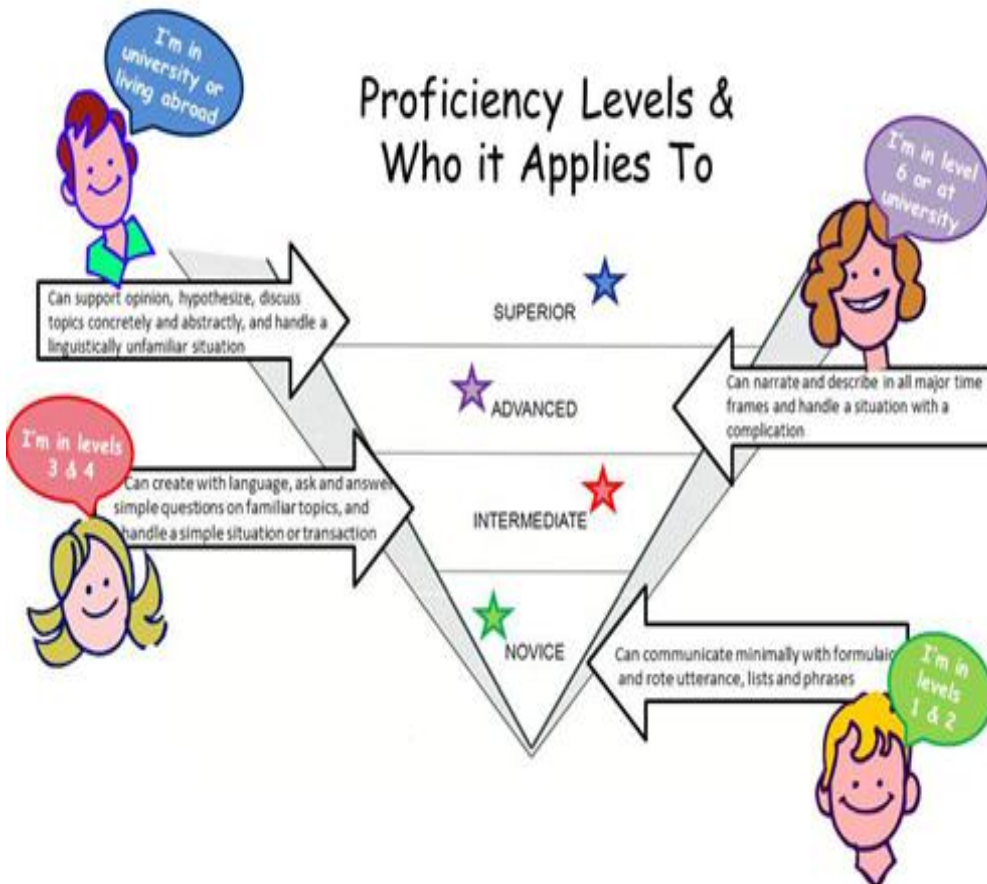 I'm in
university or
living abroad
Proficiency Levels &
Who it Applies To
I'm in level
6 or at
university
Can support opinion, hypothesize, discuss
topics concretely and abstractly, and handle a
linguistically unfamiliar situation
SUPERIOR
Can narrate and describe in all major time
frames and handle a situation with a
complication
ADVANCED
I'm in levels
3 & 4
Can create with language, ask and answer
simple questions on familiar topics, and
handle a simple situation or transaction
INTERMEDIATE
NOVICE
Can communicate minimally with formulaic
and rote utterance, lists and phrases
I'm in
levels
1 & 2